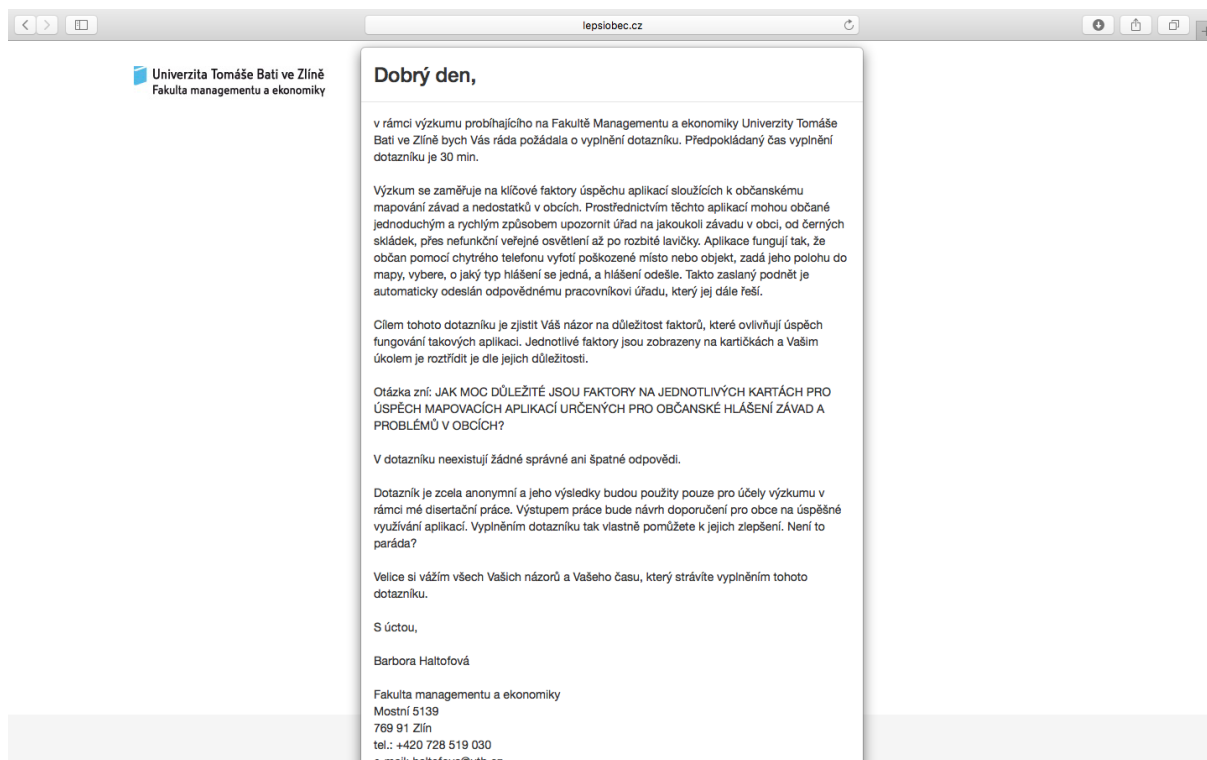 lepsiobec.cz
Univerzita Tomáše Bati ve Zlíně
Fakulta managementu a ekonomiky
Dobrý den,
v rámci výzkumu probíhajícího na Fakultě Managementu a ekonomiky Univerzity Tomáše
Bati ve Zlíně bych Vás ráda požádala o vyplnění dotazníku. Předpokládaný čas vyplnění
dotazníku je 30 min.
Výzkum se zaměřuje na klíčové faktory úspěchu aplikací sloužících k občanskému
mapování závad a nedostatků v obcích. Prostřednictvím těchto aplikací mohou občané
jednoduchým a rychlým způsobem upozornit úřad na jakoukoli závadu v obci, od černých
skládek, přes nefunkční veřejné osvětlení až po rozbité lavičky. Aplikace fungují tak, že
občan pomocí chytrého telefonu vyfotí poškozené místo nebo objekt, zadá jeho polohu do
mapy, vybere, o jaký typ hlášení se jedná, a hlášení odešle. Takto zaslaný podnět je
automaticky odeslán odpovědnému pracovníkovi úřadu, který jej dále řeší.
Cílem tohoto dotazníku je zjistit Váš názor na důležitost faktorů, které ovlivňují úspěch
fungování takových aplikaci. Jednotlivé faktory jsou zobrazeny na kartičkách a Vašim
úkolem je roztřídit je dle jejich důležitosti.
Otázka zní: JAK MOC DŮLEŽITÉ JSOU FAKTORY NA JEDNOTLIVÝCH KARTÁCH PRO
ÚSPĚCH MAPOVACÍCH APLIKACÍ URČENÝCH PRO OBČANSKÉ HLÁŠENÍ ZÁVAD A
PROBLÉMŮ V OBCÍCH?
V dotazníku neexistují žádné správné ani špatné odpovědi.
Dotazník je zcela anonymní a jeho výsledky budou použity pouze pro účely výzkumu v
rámci mé disertační práce. Výstupem práce bude návrh doporučení pro obce na úspěšné
využívání aplikací. Vyplněním dotazníku tak vlastně pomůžete k jejich zlepšení. Není to
paráda?
Velice si vážím všech Vašich názorů a Vašeho času, který strávíte vyplněním tohoto
dotazníku.
S úctou,
Barbora Haltofová
Fakulta managementu a ekonomiky
Mostní 5139
769 91 Zlín
tel.: +420 728 519 030